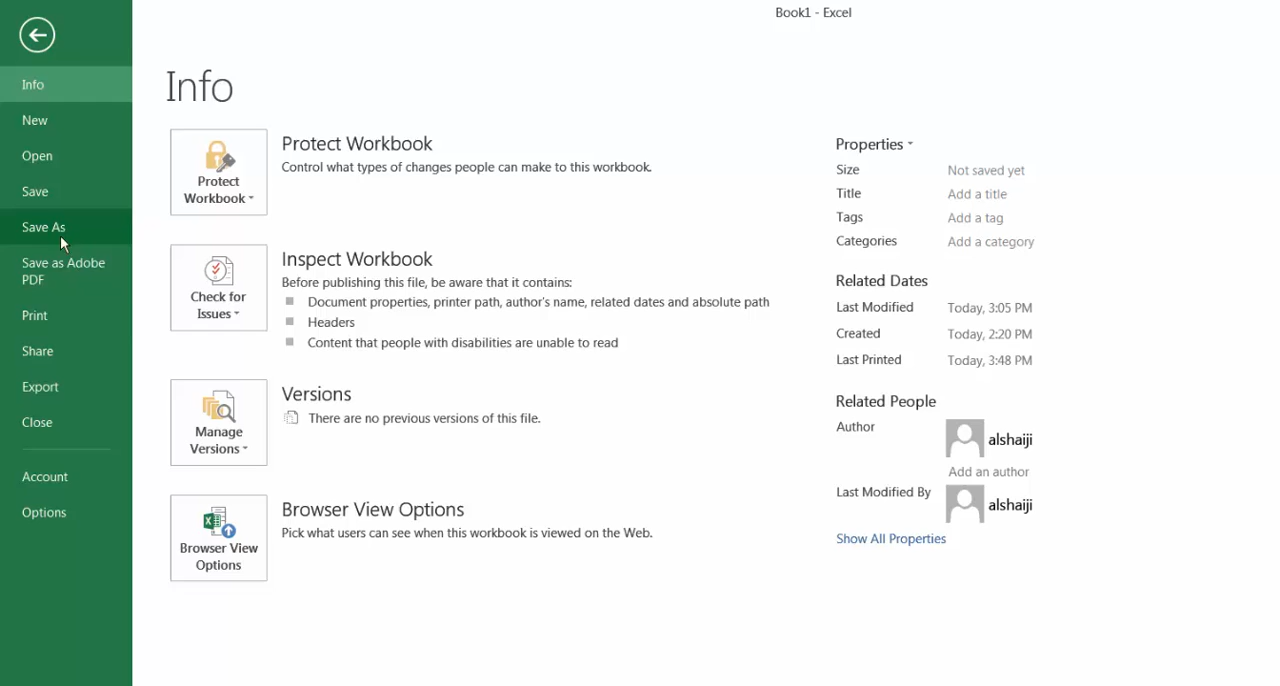 Book1 - Excel
Info
New
Open
Save
Save As
Save as Adobe
PDF
Print
Share
Export
Close
Account
Options
Info
Protect
Workbook
Protect Workbook
Control what types of changes people can make to this workbook.
Check for
Issues
Inspect Workbook
Before publishing this file, be aware that it contains:
Document properties, printer path, author's name, related dates and absolute path
Headers
Content that people with disabilities are unable to read
Manage
Versions
Versions
There are no previous versions of this file.
Browser View
Options
Browser View Options
Pick what users can see when this workbook is viewed on the Web.
Properties
Size Not saved yet
Title Add a title
Tags Add a tag
Categories Add a category
Related Dates
Last Modified Today, 3:05 PM
Created Today, 2:20 PM
Last Printed Today, 3:48 PM
Related People
Author alshaiji
Add an author
Last Modified By alshaiji
Show All Properties